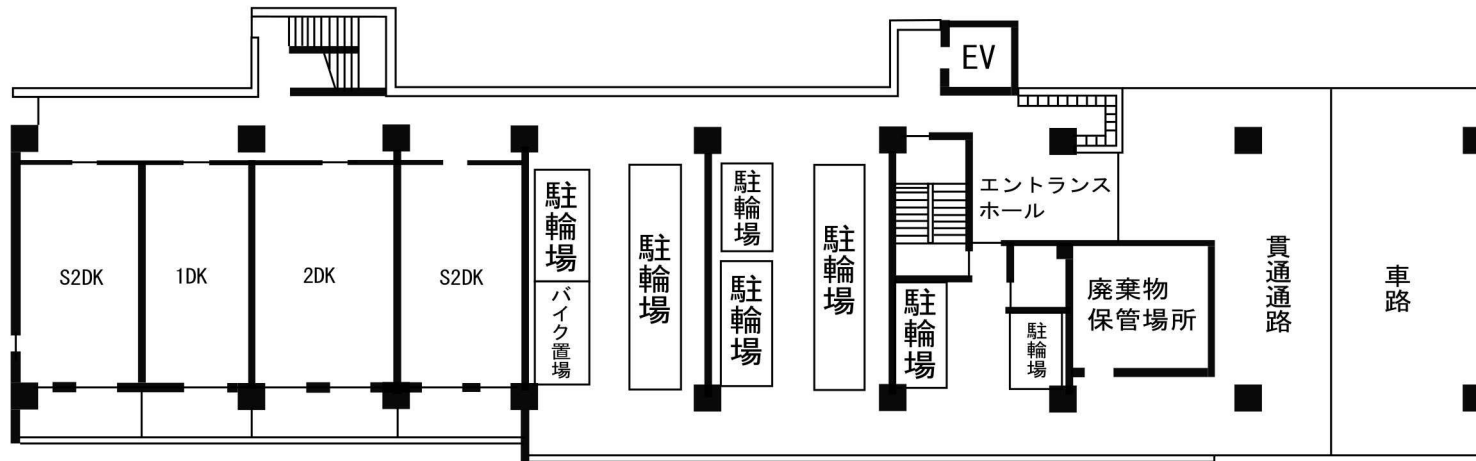 EV
S2DK
1DK
2DK
S2DK
駐輪場
バイク置場
駐輪場
駐輪場
駐輪場
駐輪場
駐輪場
エントランス
ホール
駐輪場
廃棄物
保管場所
貫通通路
車路